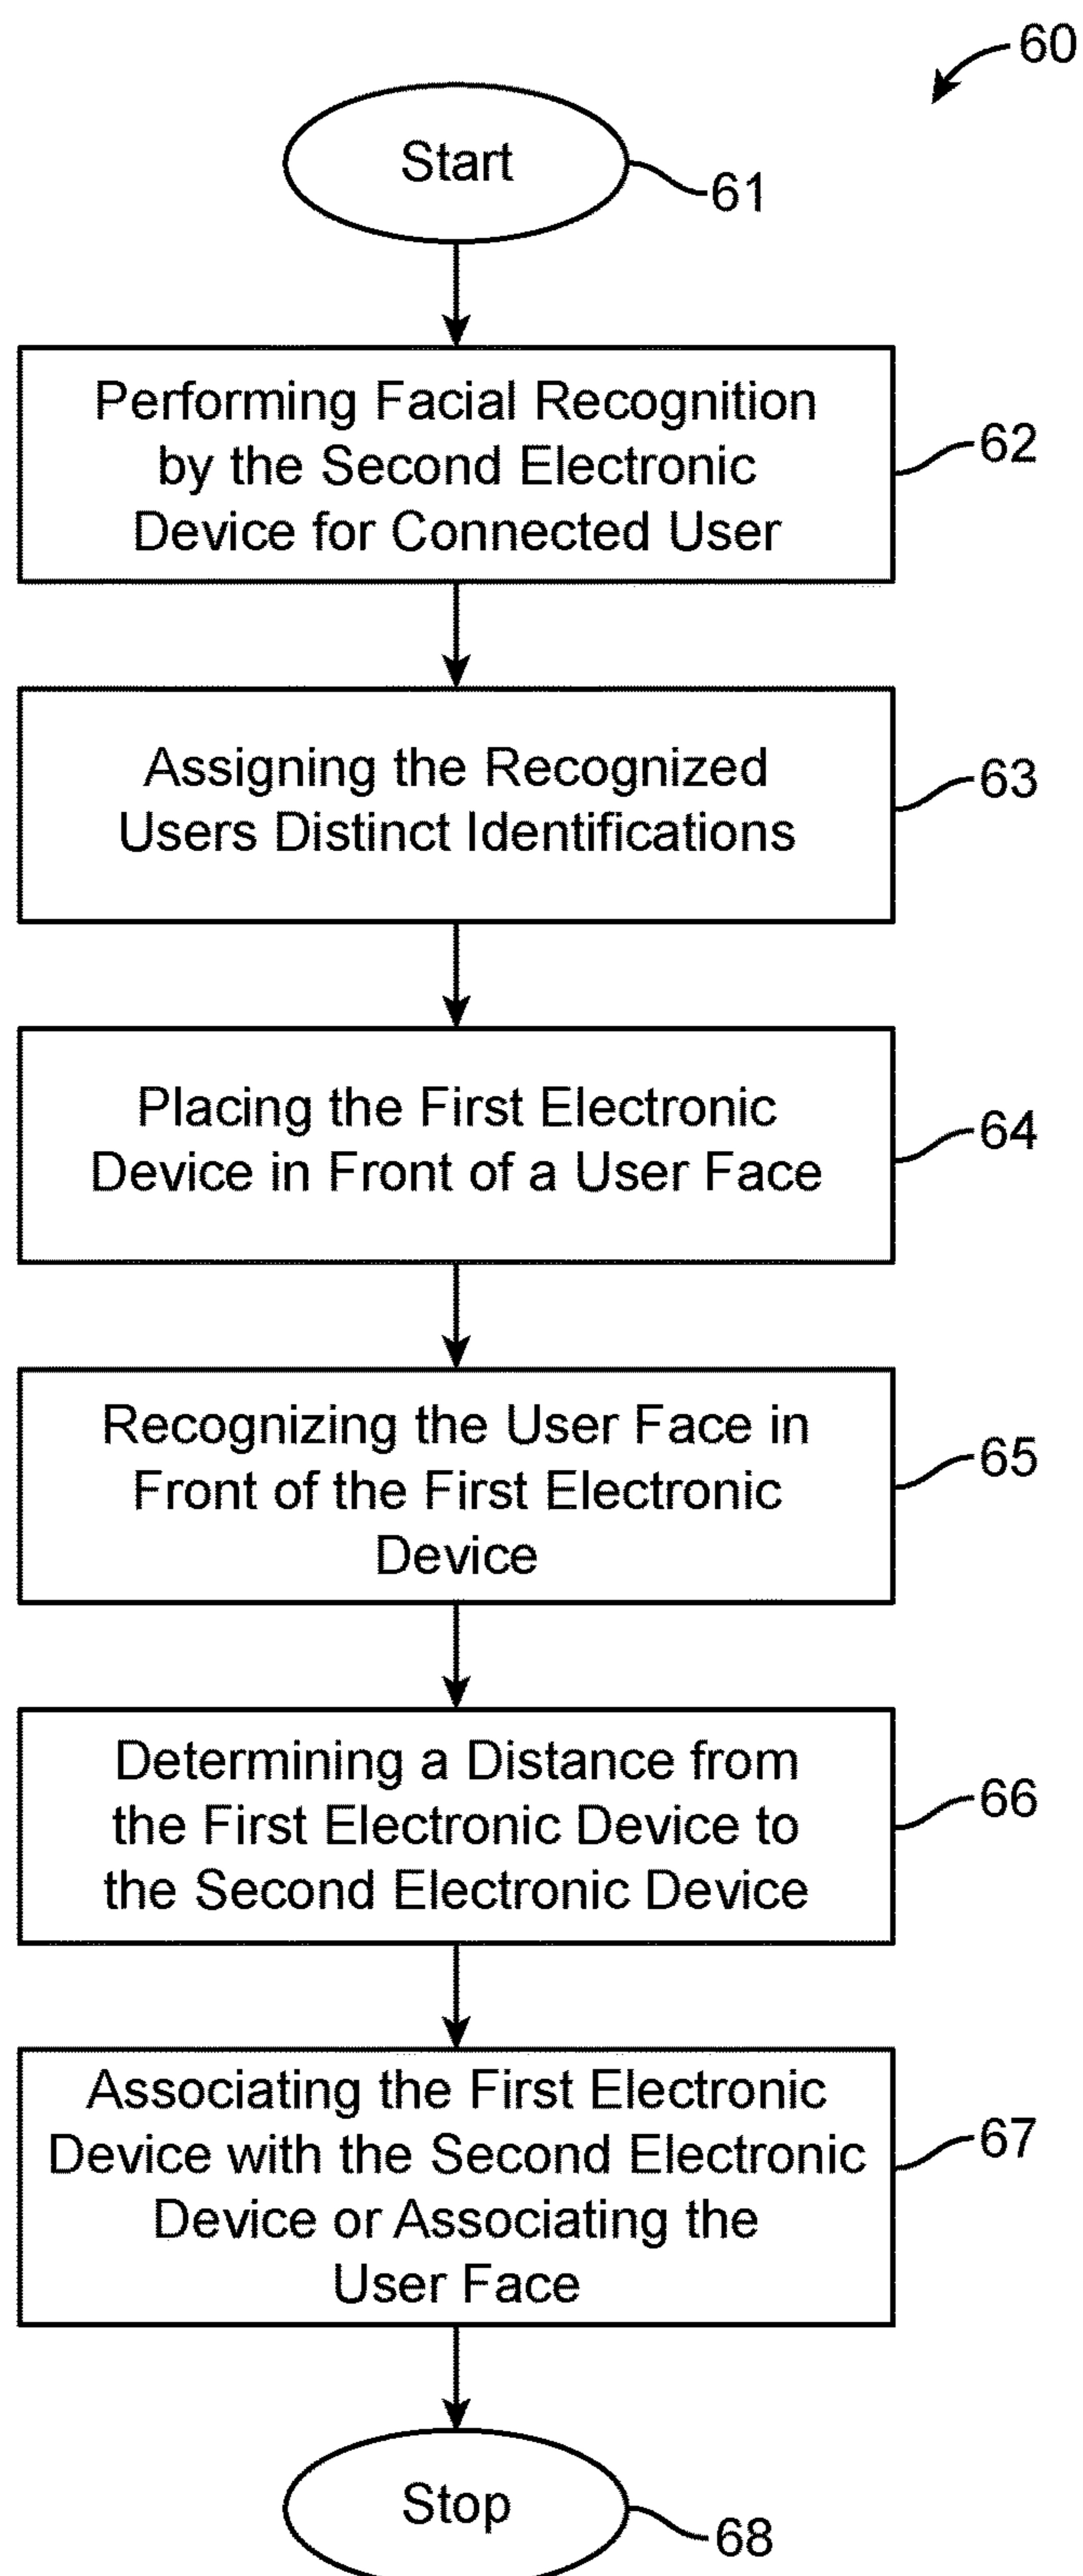 60
Start
61
Performing Facial Recognition
by the Second Electronic
Device for Connected User
62
Assigning the Recognized
Users Distinct Identifications
63
Placing the First Electronic
Device in Front of a User Face
64
Recognizing the User Face in
Front of the First Electronic
Device
65
Determining a Distance from
the First Electronic Device to
the Second Electronic Device
66
Associating the First Electronic
Device with the Second Electronic
Device or Associating the
User Face
67
Stop
68